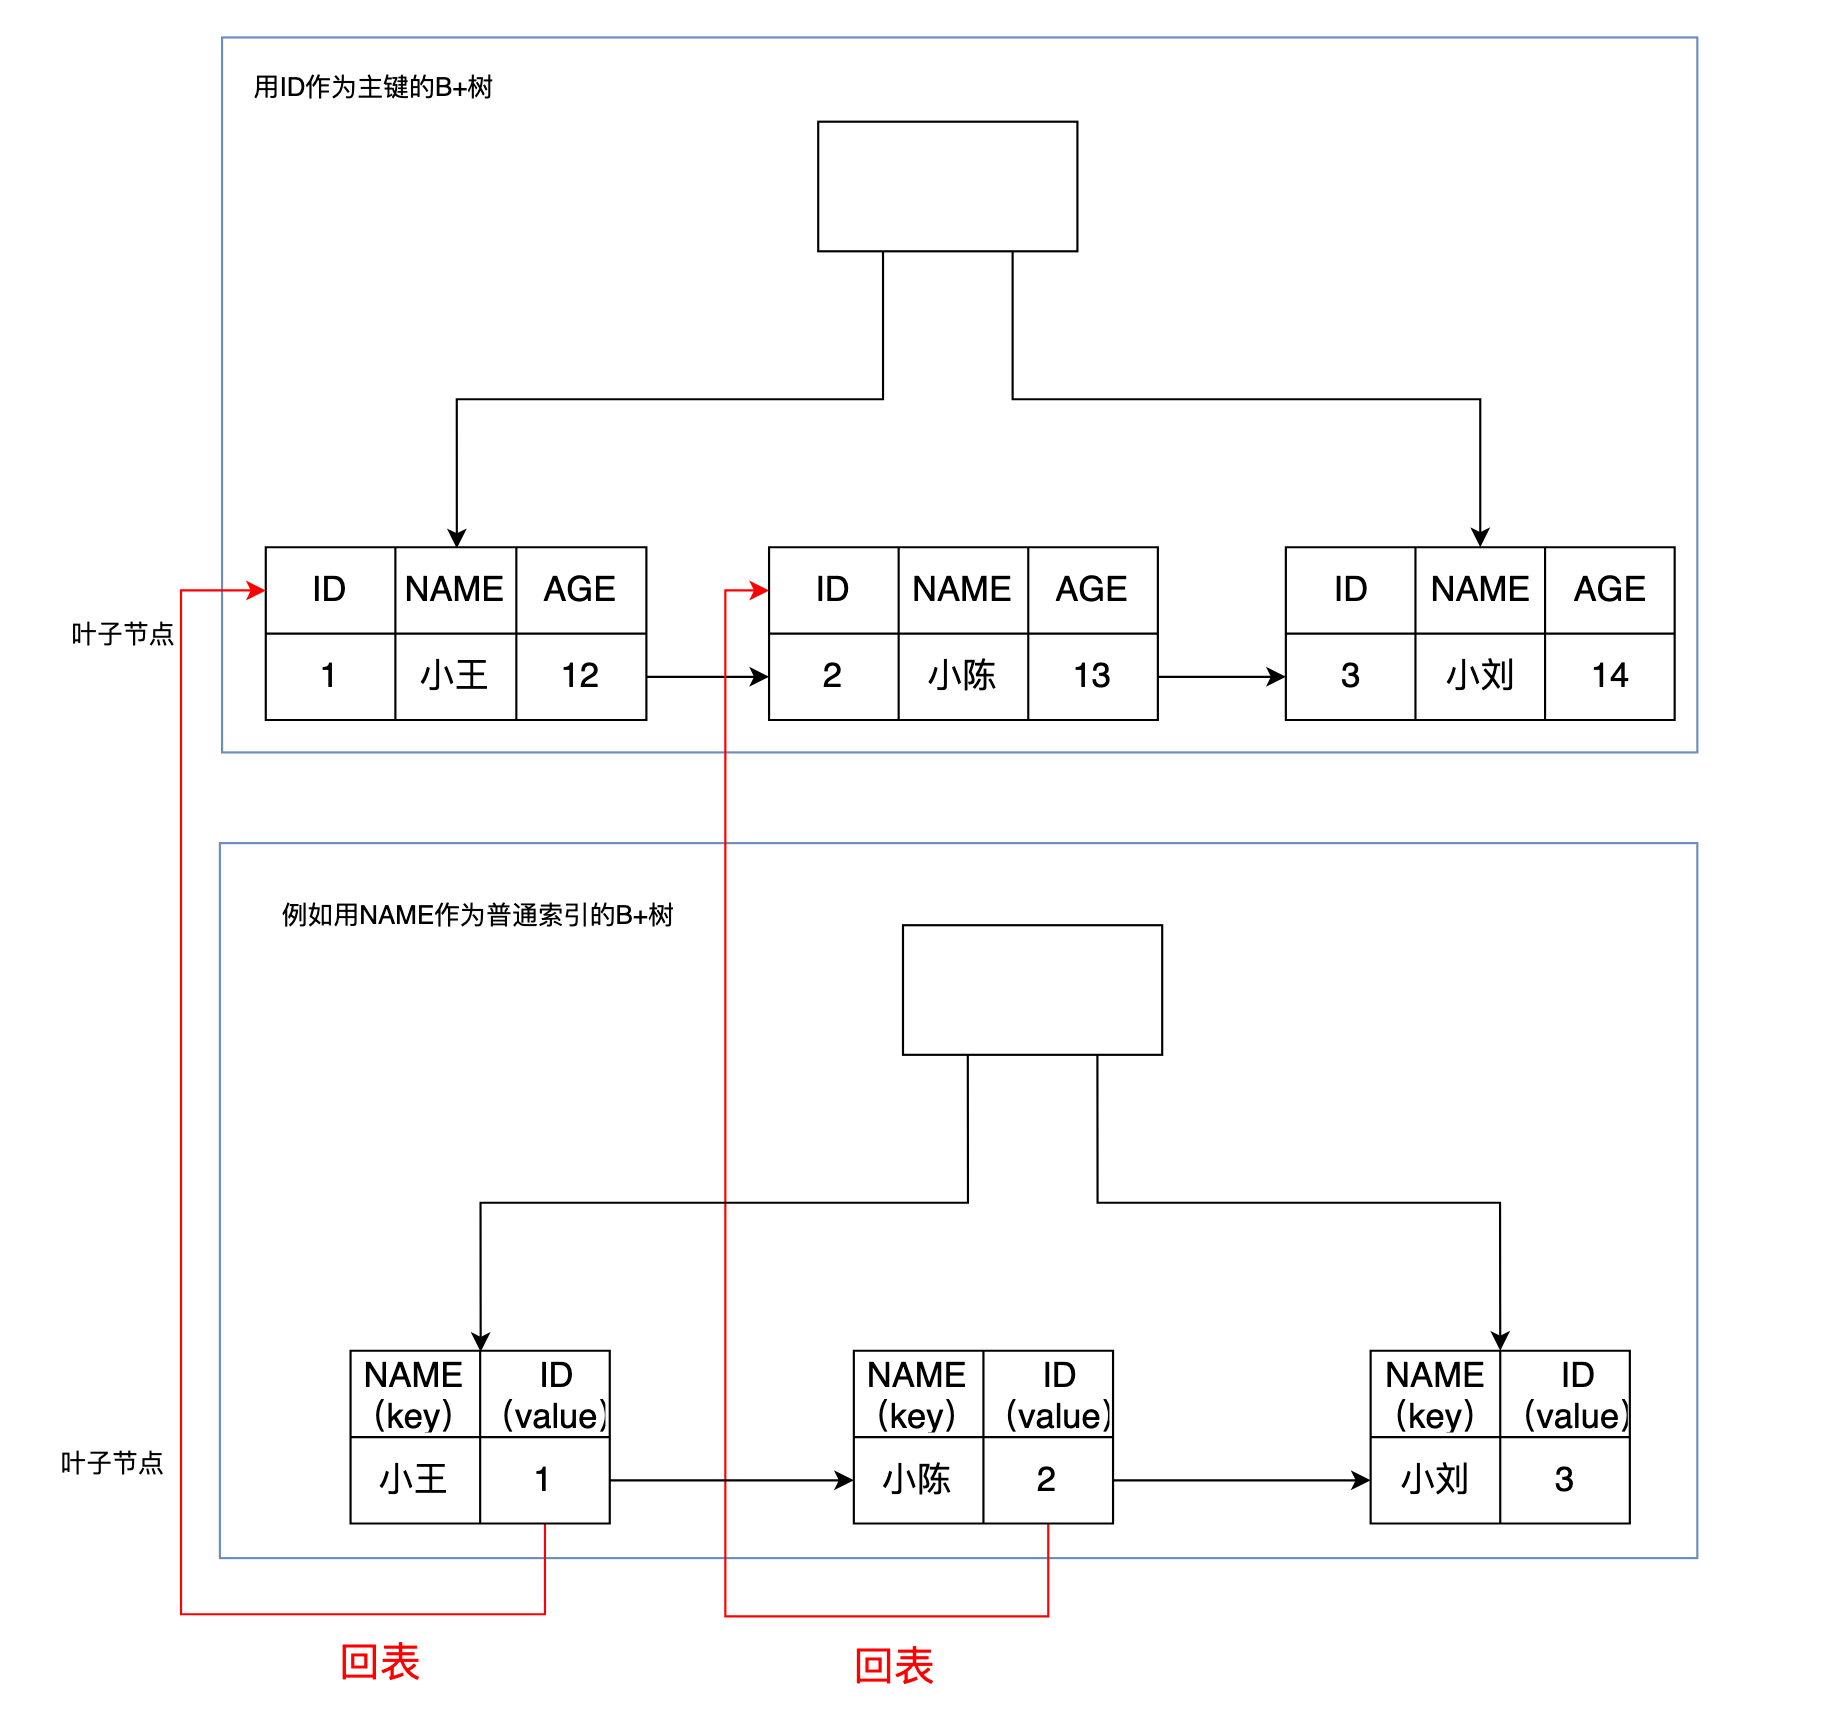 用ID作为主键的B+树
ID NAME AGE ID NAME AGE ID NAME AGE
叶子节点
1 小王 12 2 小陈 13 3 小刘 14
例如用NAME作为普通索引的B+树
NAME ID NAME ID NAME ID
(key) (value) (key) (value) (key) (value)
叶子节点
小王 1 小陈 2 小刘 3
回表 回表